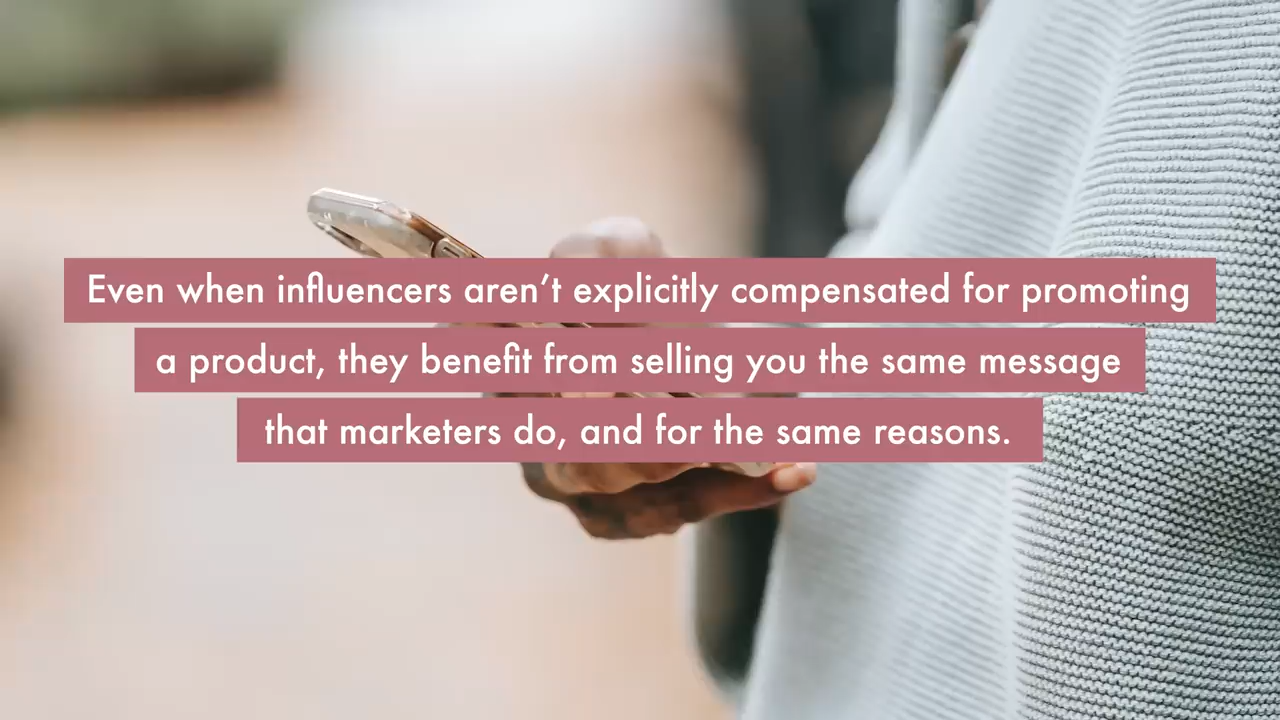 Even when influencers aren’t explicitly compensated for promoting
a product, they benefit from selling you the same message
that marketers do, and for the same reasons.